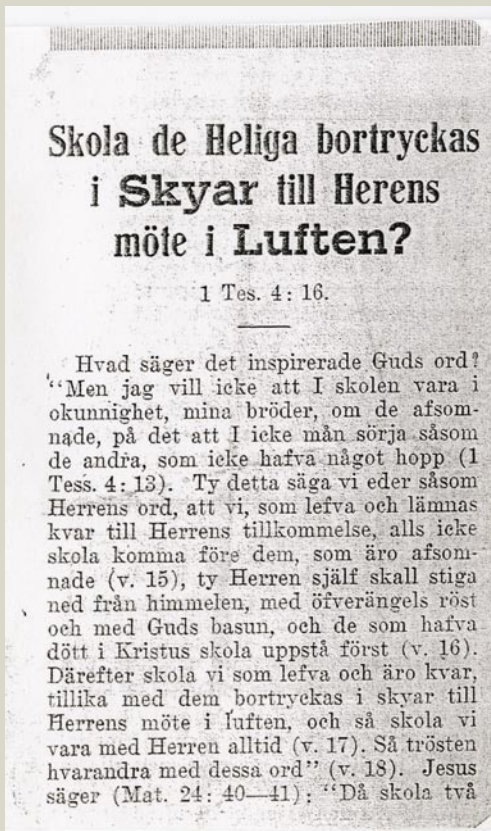 Skola de Heliga bortryckas
i Skyar till Herens
möte i Luften?
1 Tes. 4: 16.
Hvad säger det inspirerade Guds ord?
“Men jag vill icke att I skolen vara i
okunnighet, mina bröder, om de afsom-
nade, på det att I icke mån sörja såsom
de andra, som icke hafva något hopp (1
Tess. 4: 13). Ty detta säga vi eder såsom
Herrens ord, att vi, som lefva och lämnas
kvar till Herrens tillkommelse, alls icke
skola komma före dem, som äro afsom-
nade (v. 15), ty Herren själf skall stiga
ned från himmelen, med öfverängels röst
och med Guds basun, och de som hafva
dött i Kristus skola uppstå först (v. 16).
Därefter skola vi som lefva och äro kvar,
tillika med dem bortryckas i skyar till
Herrens möte i luften, och så skola vi
vara med Herren alltid (v. 17). Så trösten
hvarandra med dessa ord” (v. 18). Jesus
säger (Mat. 24: 40—41): “Då skola två